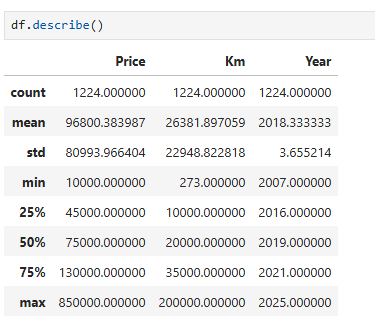 df.describe()
Price Km Year
count 1224.000000 1224.000000 1224.000000
mean 96800.383987 26381.897059 2018.333333
std 80993.966404 22948.822818 3.655214
min 10000.000000 273.000000 2007.000000
25% 45000.000000 10000.000000 2016.000000
50% 75000.000000 20000.000000 2019.000000
75% 130000.000000 35000.000000 2021.000000
max 850000.000000 200000.000000 2025.000000